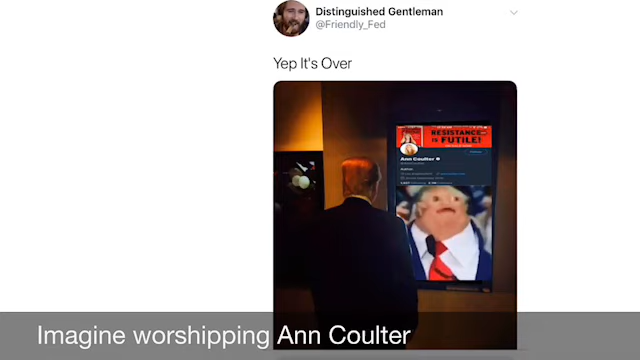 Distinguished Gentleman
@Friendly_Fed
Yep It's Over
RESISTANCE
IS FUTILE!
Ann Coulter
Imagine worshipping Ann Coulter